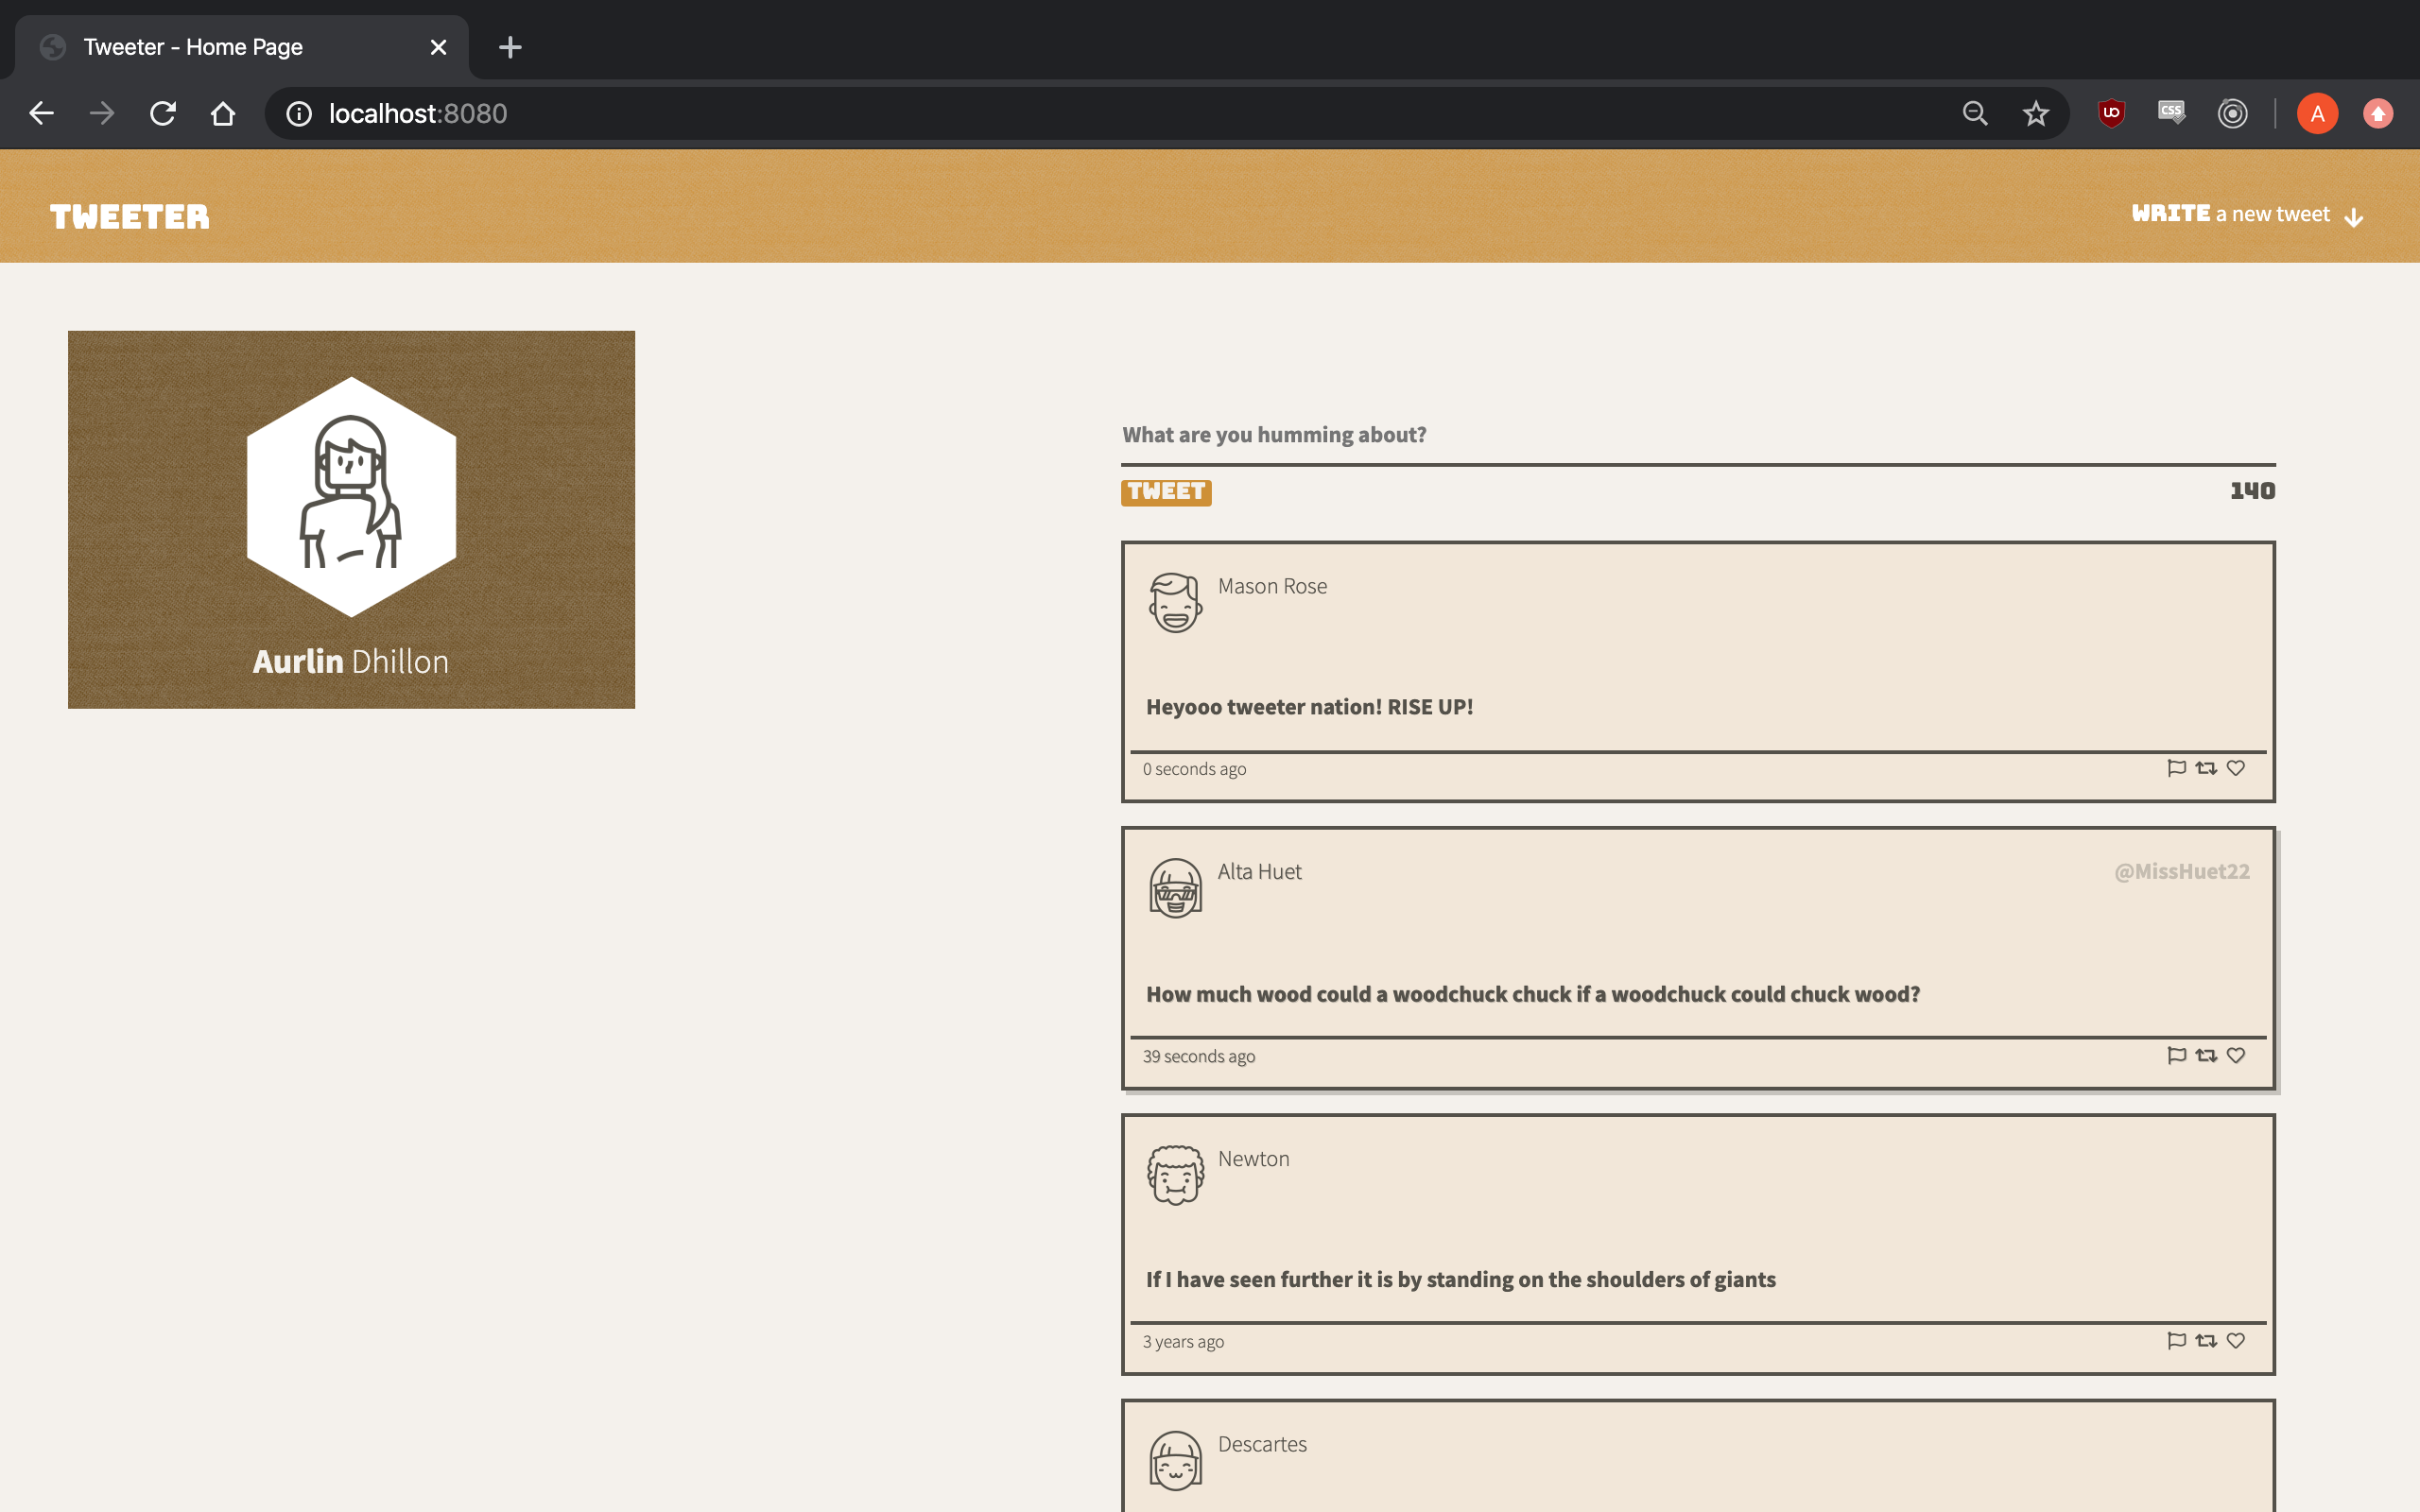 Tweeter - Home Page
localhost:8080
UO
CSS
A
TWEETER
WRITE a new tweet
Aurlin Dhillon
What are you humming about?
TWEET
140
Mason Rose
Heyooo tweeter nation! RISE UP!
0 seconds ago
Alta Huet
@MissHuet22
How much wood could a woodchuck chuck if a woodchuck could chuck wood?
39 seconds ago
Newton
If I have seen further it is by standing on the shoulders of giants
3 years ago
Descartes